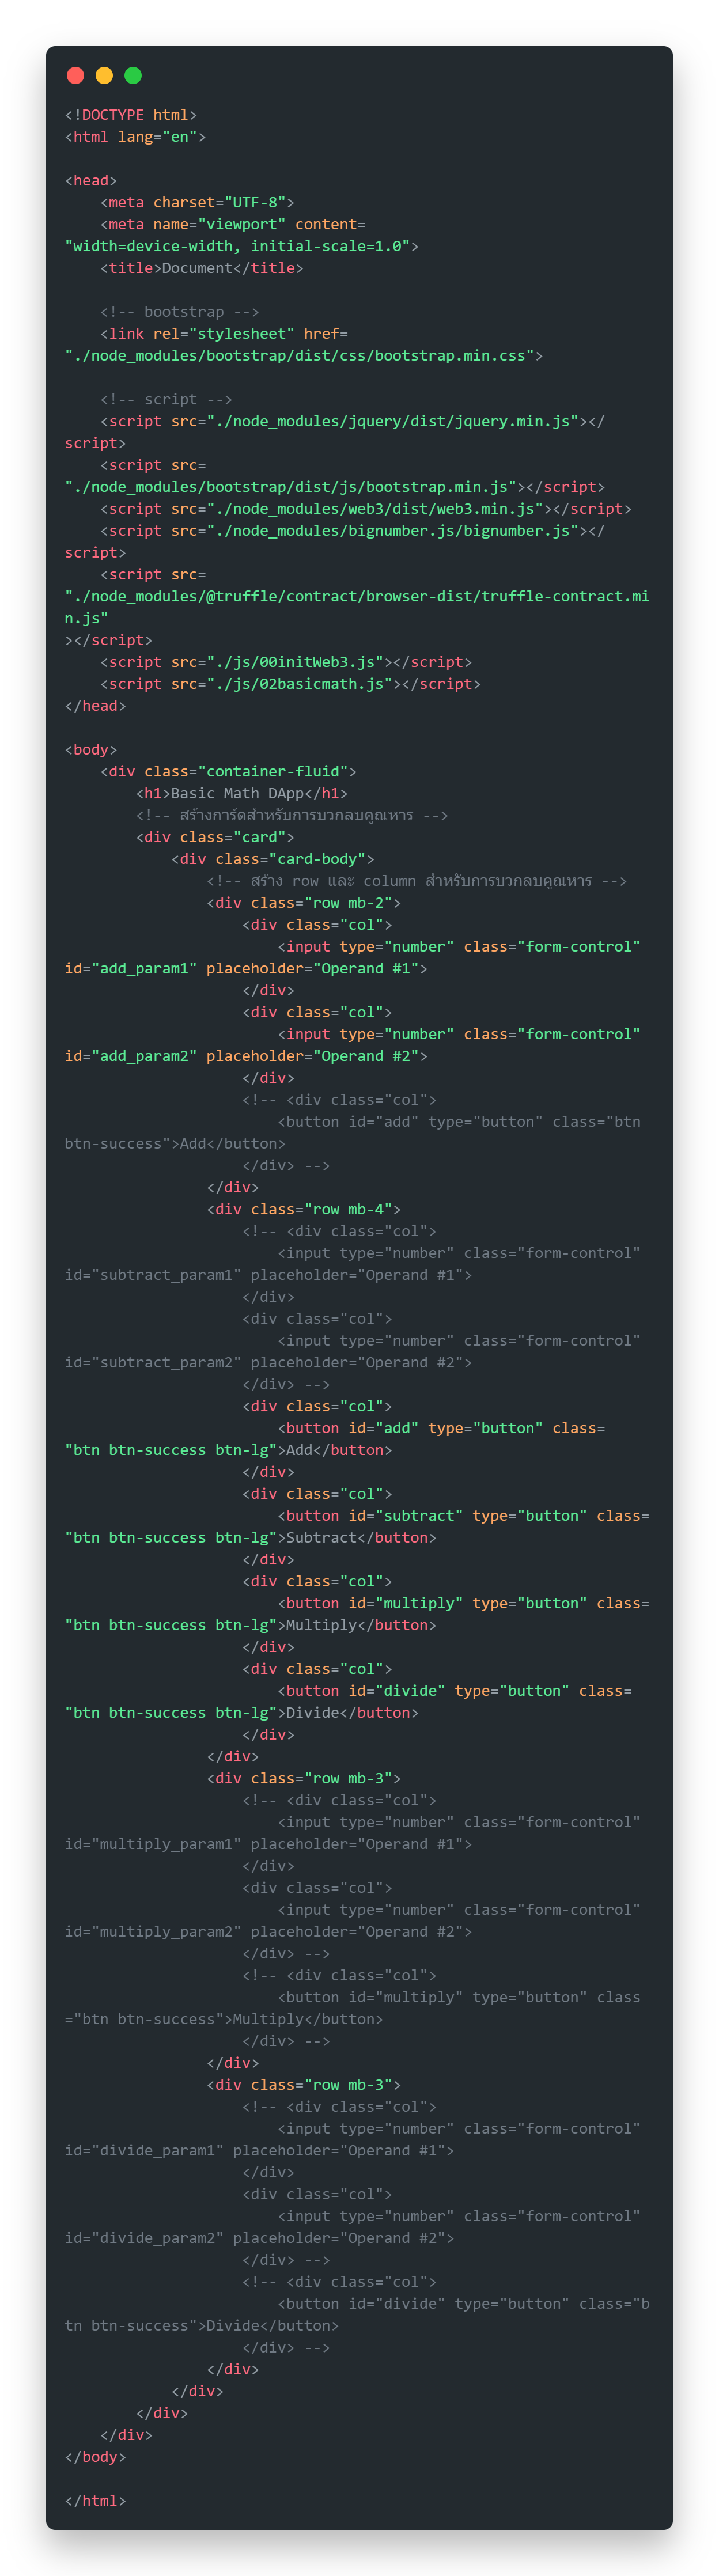 <!DOCTYPE html>
<html lang="en">

<head>
    <meta charset="UTF-8">
    <meta name="viewport" content=
"width=device-width, initial-scale=1.0">
    <title>Document</title>

    <!-- bootstrap -->
    <link rel="stylesheet" href=
"./node_modules/bootstrap/dist/css/bootstrap.min.css">

    <!-- script -->
    <script src="./node_modules/jquery/dist/jquery.min.js"></
script>
    <script src=
"./node_modules/bootstrap/dist/js/bootstrap.min.js"></script>
    <script src="./node_modules/web3/dist/web3.min.js"></script>
    <script src="./node_modules/bignumber.js/bignumber.js"></
script>
    <script src=
"./node_modules/@truffle/contract/browser-dist/truffle-contract.mi
n.js"
></script>
    <script src="./js/00initWeb3.js"></script>
    <script src="./js/02basicmath.js"></script>
</head>

<body>
    <div class="container-fluid">
        <h1>Basic Math DApp</h1>
        <!-- สร้างการ์ดสำหรับการบวกลบคูณหาร -->
        <div class="card">
            <div class="card-body">
                <!-- สร้าง row และ column สำหรับการบวกลบคูณหาร -->
                <div class="row mb-2">
                    <div class="col">
                        <input type="number" class="form-control"
id="add_param1" placeholder="Operand #1">
                    </div>
                    <div class="col">
                        <input type="number" class="form-control"
id="add_param2" placeholder="Operand #2">
                    </div>
                    <!-- <div class="col">
                        <button id="add" type="button" class="btn
btn-success">Add</button>
                    </div> -->
                </div>
                <div class="row mb-4">
                    <!-- <div class="col">
                        <input type="number" class="form-control"
id="subtract_param1" placeholder="Operand #1">
                    </div>
                    <div class="col">
                        <input type="number" class="form-control"
id="subtract_param2" placeholder="Operand #2">
                    </div> -->
                    <div class="col">
                        <button id="add" type="button" class=
"btn btn-success btn-lg">Add</button>
                    </div>
                    <div class="col">
                        <button id="subtract" type="button" class=
"btn btn-success btn-lg">Subtract</button>
                    </div>
                    <div class="col">
                        <button id="multiply" type="button" class=
"btn btn-success btn-lg">Multiply</button>
                    </div>
                    <div class="col">
                        <button id="divide" type="button" class=
"btn btn-success btn-lg">Divide</button>
                    </div>
                </div>
                <div class="row mb-3">
                    <!-- <div class="col">
                        <input type="number" class="form-control"
id="multiply_param1" placeholder="Operand #1">
                    </div>
                    <div class="col">
                        <input type="number" class="form-control"
id="multiply_param2" placeholder="Operand #2">
                    </div> -->
                    <!-- <div class="col">
                        <button id="multiply" type="button" class
="btn btn-success">Multiply</button>
                    </div> -->
                </div>
                <div class="row mb-3">
                    <!-- <div class="col">
                        <input type="number" class="form-control"
id="divide_param1" placeholder="Operand #1">
                    </div>
                    <div class="col">
                        <input type="number" class="form-control"
id="divide_param2" placeholder="Operand #2">
                    </div> -->
                    <!-- <div class="col">
                        <button id="divide" type="button" class="b
tn btn-success">Divide</button>
                    </div> -->
                </div>
            </div>
        </div>
    </div>
</body>

</html>